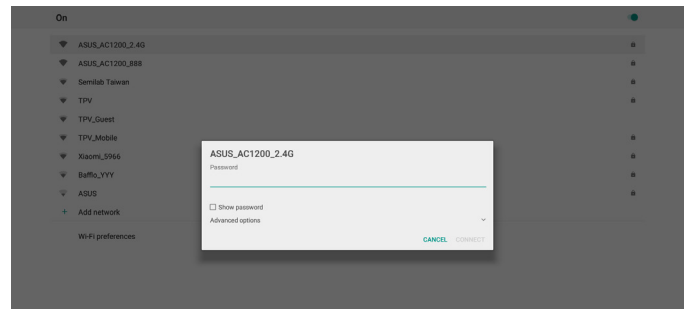 On
ASUS_AC1200_2.4G
ASUS_AC1200_888
Semilab Taiwan
TPV
TPV_Guest
TPV_Mobile
Xiaomi_5966
Bafflo_YYY
ASUS
+ Add network
Wi-Fi preferences
ASUS_AC1200_2.4G
Password
Show password
Advanced options
CANCEL CONNECT